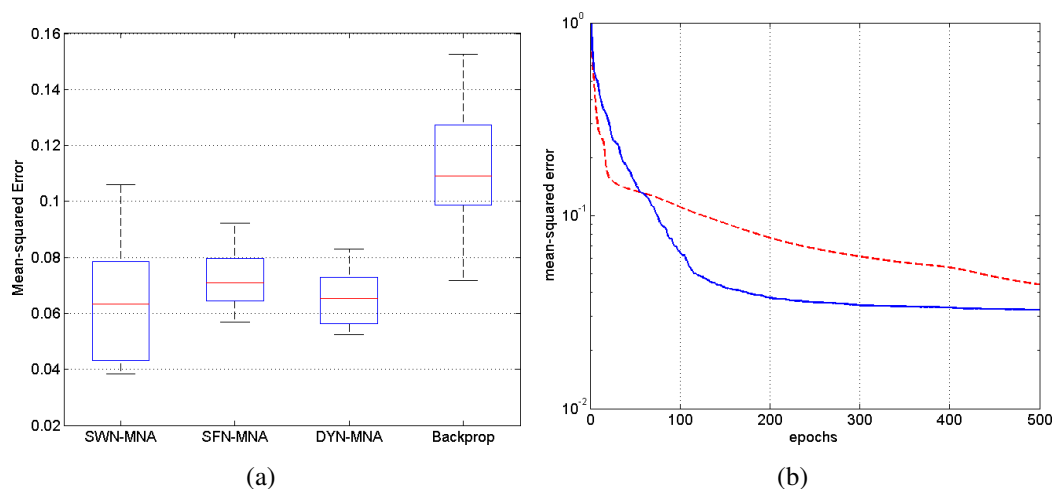 0.16
0.14
0.12
0.1
0.08
0.06
0.04
0.02
Mean-squared Error
SWN-MNA SFN-MNA DYN-MNA Backprop
(a)
10^0
10^-1
10^-2
mean-squared error
0 100 200 300 400 500
epochs
(b)